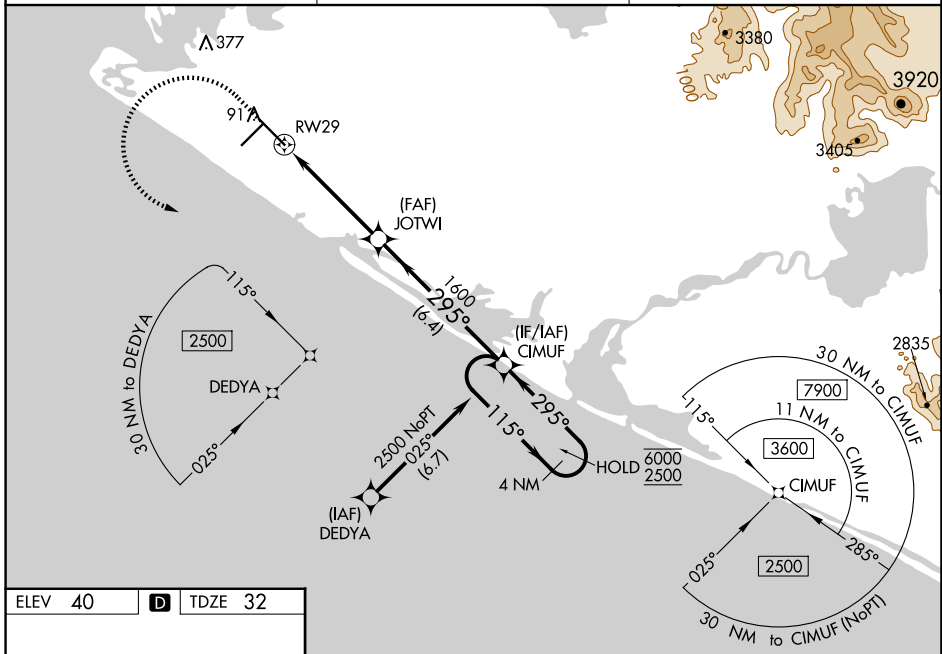 377
3380
1000
3920
3405
91
RW29
(FAF)
JOTWI
1600
295°
(6.4)
(IF/IAF)
CIMUF
115°
2500
30 NM to DEDYA
DEDYA
025°
2835
30 NM to CIMUF
7900
11 NM to CIMUF
3600
115°
CIMUF
295°
115°
2500 NoPT
025°
(6.7)
4 NM
HOLD
6000
2500
(IAF)
DEDYA
285°
025°
2500
30 NM to CIMUF (NoPT)
ELEV 40
D
TDZE 32